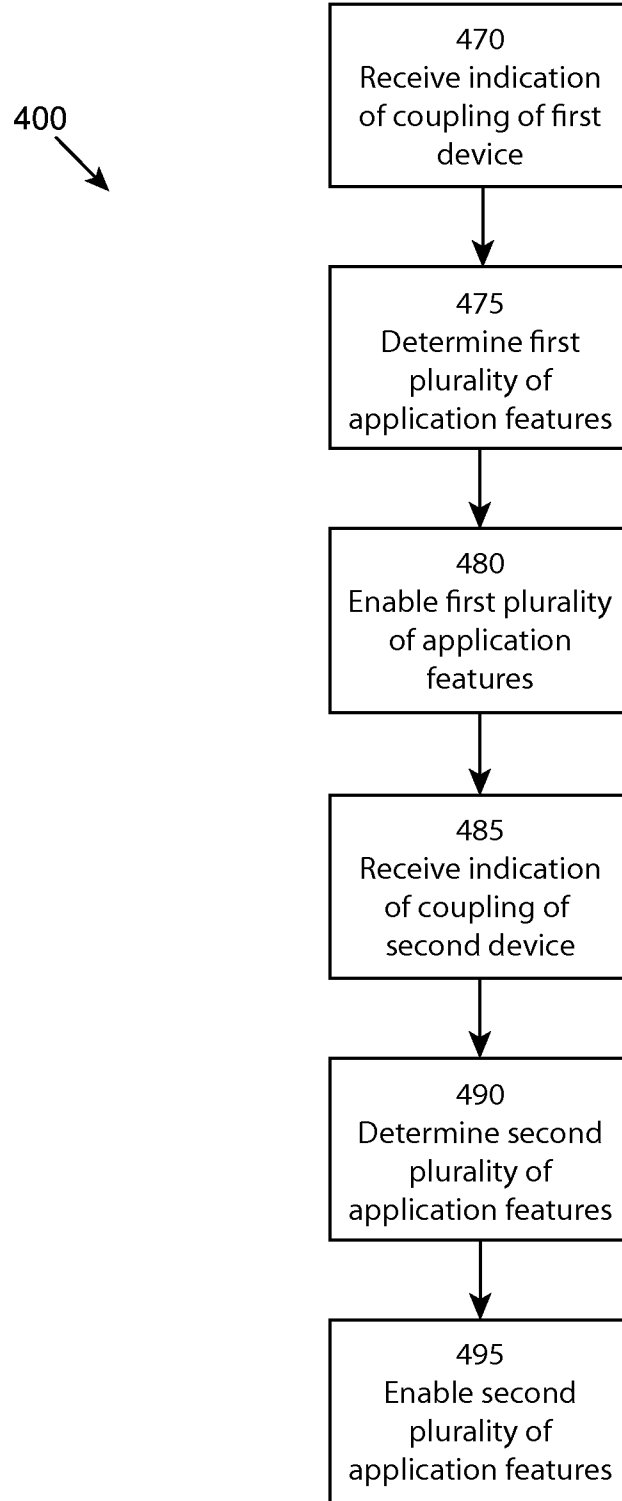 400
470
Receive indication
of coupling of first
device
475
Determine first
plurality of
application features
480
Enable first plurality
of application
features
485
Receive indication
of coupling of
second device
490
Determine second
plurality of
application features
495
Enable second
plurality of
application features